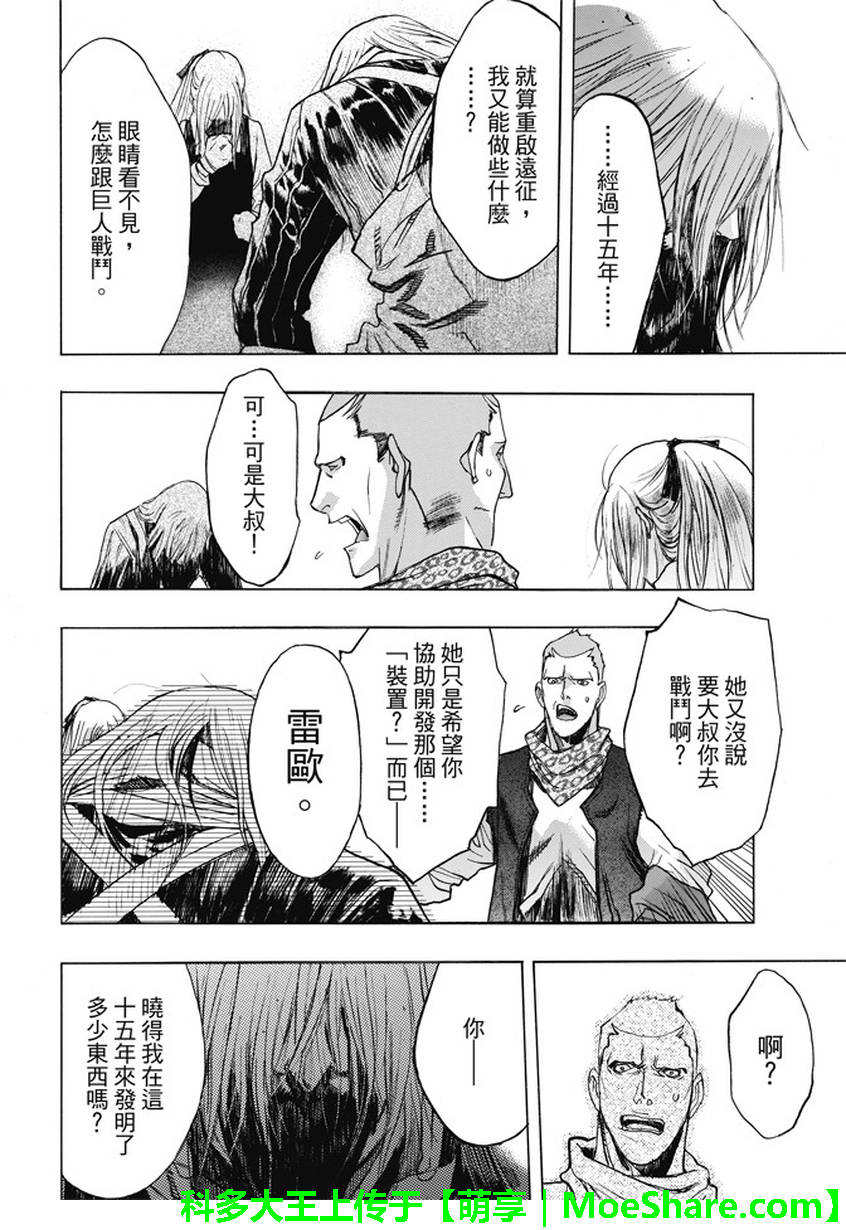 ……經過十五年……
就算重啟遠征，
我又能做些什麼
……？
眼睛看不見，
怎麼跟巨人戰鬥。
可…可是大叔！
她又沒說
要大叔你去
戰鬥啊？
她只是希望你
協助開發那個……
「裝置？」而已——
雷歐。
啊？
你——
曉得我在這
十五年來發明了
多少東西嗎？
科多大王上传于【萌享|MoeShare.com】